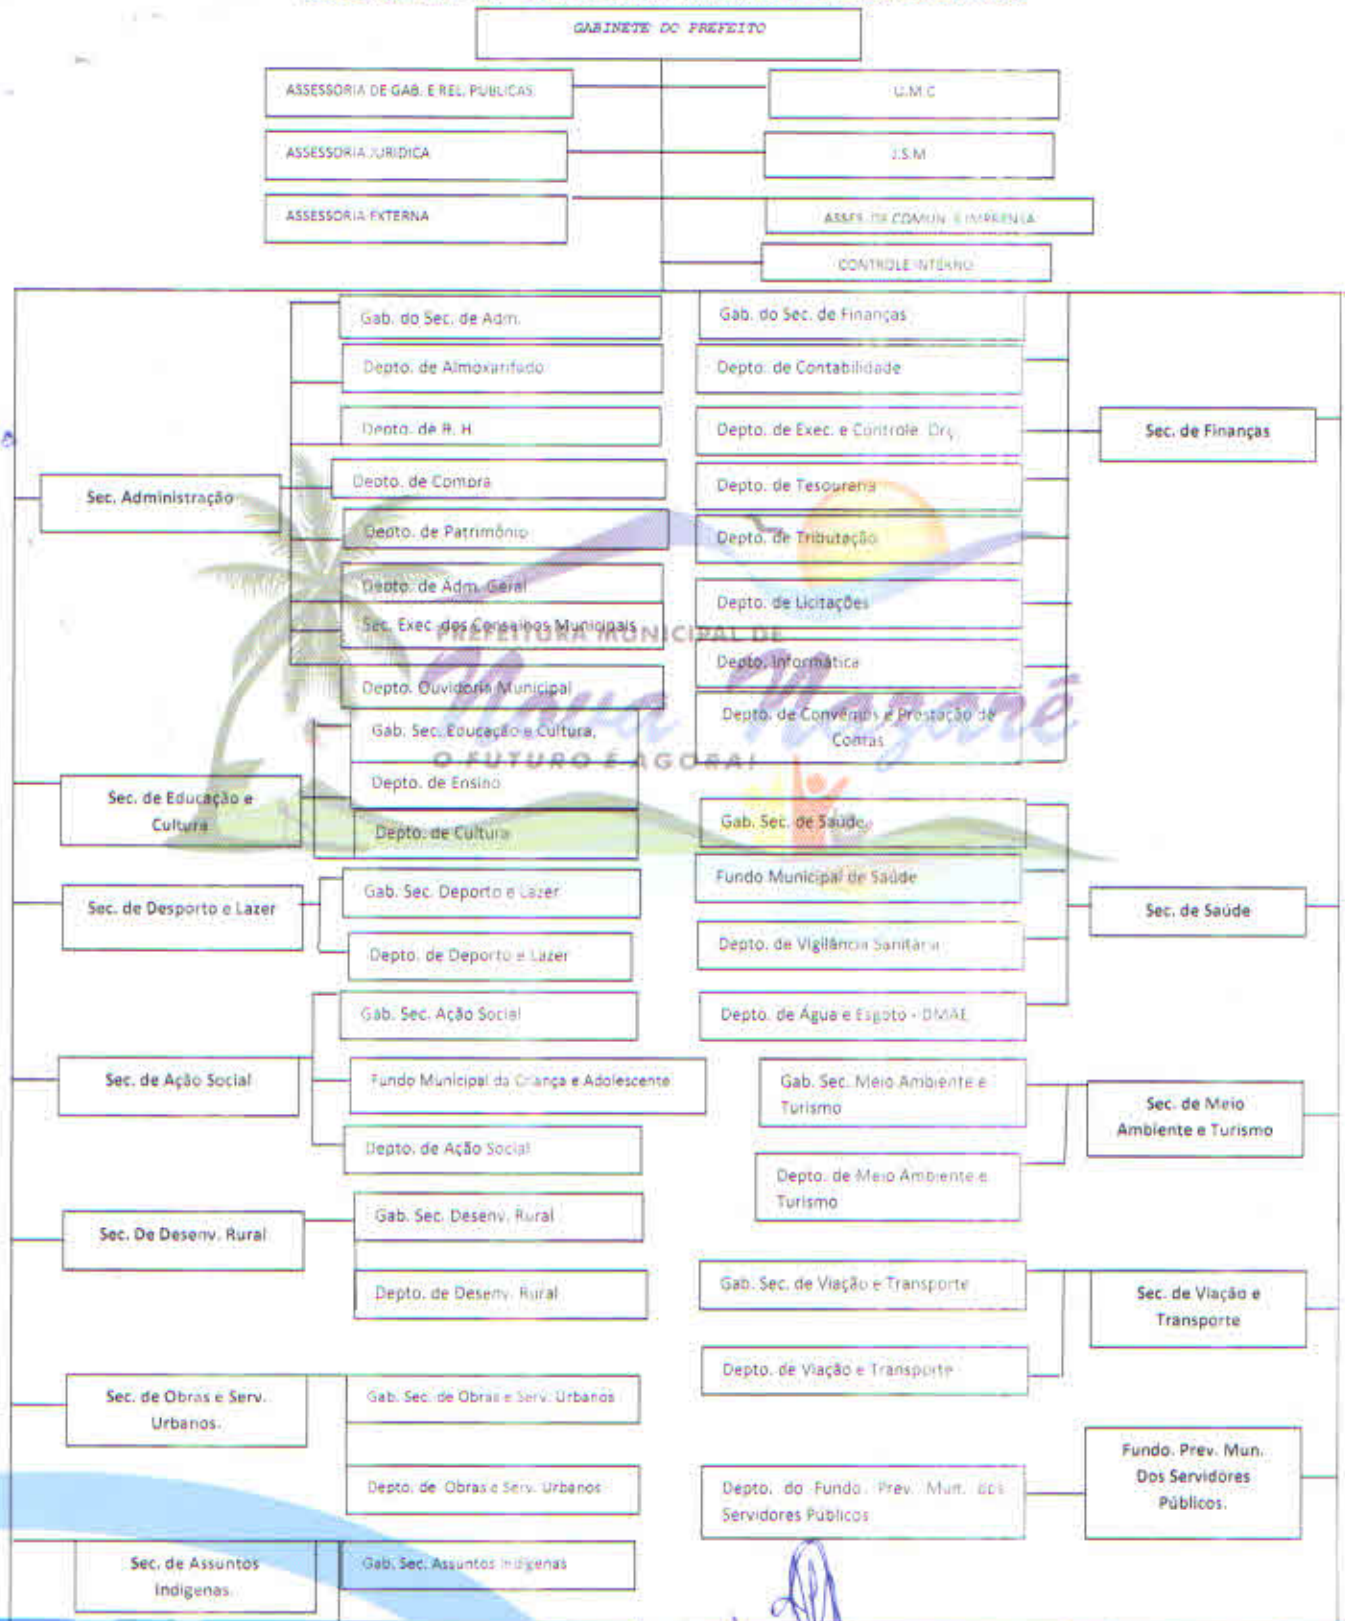 GABINETE DO PREFEITO
ASSESSORIA DE GAB. E REL. PUBLICAS
U.M.C
ASSESSORIA JURIDICA
J.S.M
ASSESSORIA EXTERNA
ASSES. DE COMUN. E IMPRENSA
CONTROLE INTERNO
Sec. Administração
Gab. do Sec. de Adm.
Depto. de Almoxarifado
Depto. de R. H
Depto. de Compra
Depto. de Patrimônio
Depto. de Adm. Geral
Sec. Exec. dos Conselhos Municipais
Depto. Ouvidoria Municipal
Gab. do Sec. de Finanças
Depto. de Contabilidade
Depto. de Exec. e Controle. Orç.
Depto. de Tesouraria
Depto. de Tributação
Depto. de Licitações
Depto. Informática
Depto. de Convênios e Prestação de
Contas
Sec. de Finanças
PREFEITURA MUNICIPAL DE
Nova Nazaré
O FUTURO É AGORA!
Sec. de Educação e
Cultura
Gab. Sec. Educação e Cultura,
Depto. de Ensino
Depto. de Cultura
Sec. de Desporto e Lazer
Gab. Sec. Deporto e Lazer
Depto. de Deporto e Lazer
Gab. Sec. de Saúde
Fundo Municipal de Saúde
Depto. de Vigilância Sanitária
Depto. de Água e Esgoto - DMAE
Sec. de Saúde
Sec. de Ação Social
Gab. Sec. Ação Social
Fundo Municipal da Criança e Adolescente
Depto. de Ação Social
Gab. Sec. Meio Ambiente e
Turismo
Depto. de Meio Ambiente e
Turismo
Sec. de Meio
Ambiente e Turismo
Sec. De Desenv. Rural
Gab. Sec. Desenv. Rural
Depto. de Desenv. Rural
Gab. Sec. de Viação e Transporte
Depto. de Viação e Transporte
Sec. de Viação e
Transporte
Sec. de Obras e Serv.
Urbanos.
Gab. Sec. de Obras e Serv. Urbanos
Depto. de Obras e Serv. Urbanos
Depto. do Fundo. Prev. Mun. dos
Servidores Publicos
Fundo. Prev. Mun.
Dos Servidores
Públicos.
Sec. de Assuntos
Indigenas.
Gab. Sec. Assuntos Indigenas